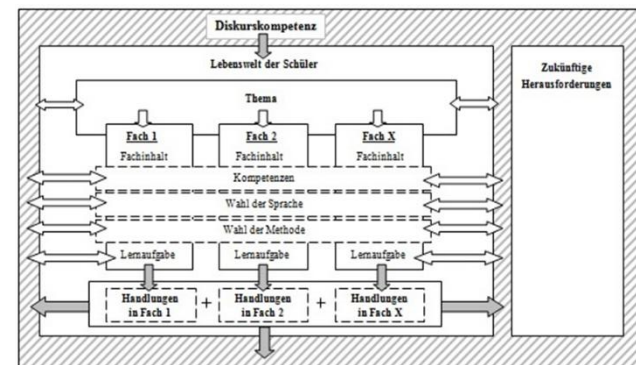 Diskurskompetenz
Lebenswelt der Schüler
Thema
Fach 1
Fachinhalt
Fach 2
Fachinhalt
Fach X
Fachinhalt
Kompetenzen
Wahl der Sprache
Wahl der Methode
Lernaufgabe
Lernaufgabe
Lernaufgabe
Handlungen
in Fach 1
+
Handlungen
in Fach 2
+
Handlungen
in Fach X
Zukünftige
Herausforderungen